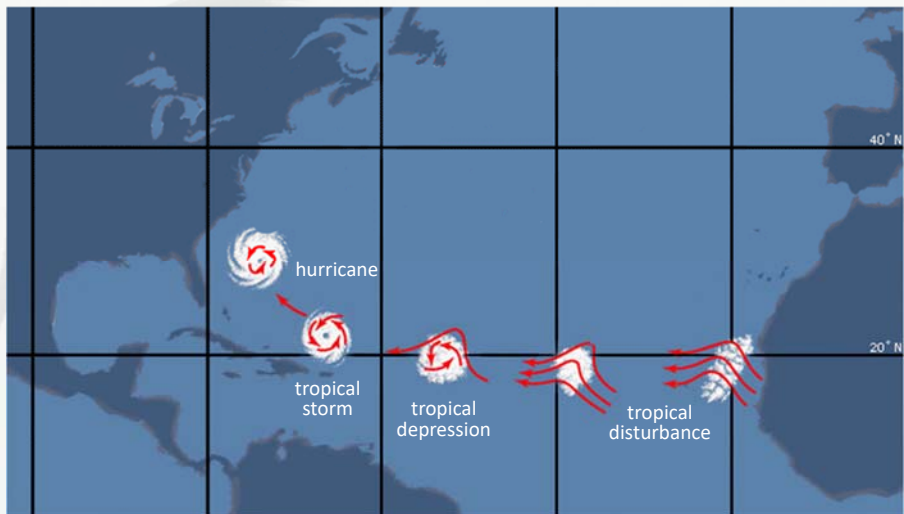 40° N
hurricane
20° N
tropical
storm
tropical
depression
tropical
disturbance